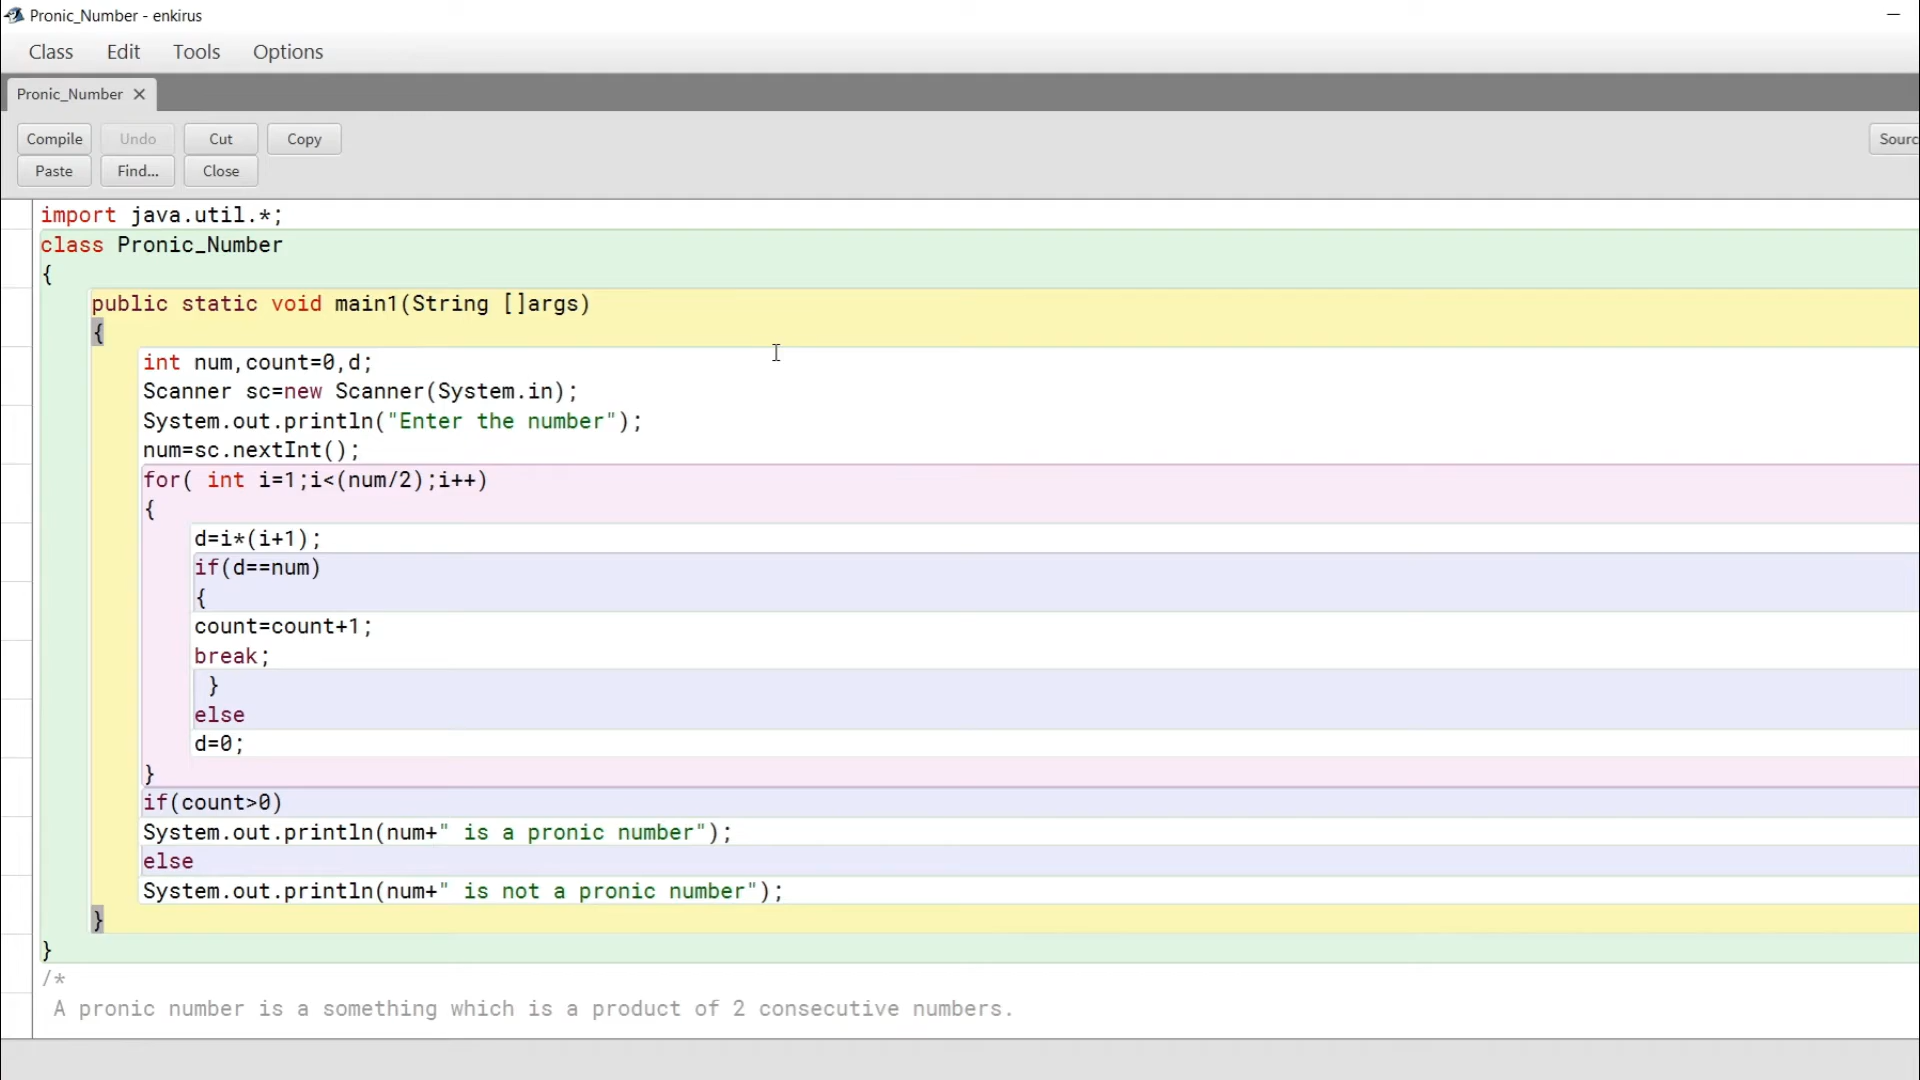 Pronic_Number - enkirus
Class Edit Tools Options
Pronic_Number
Compile Undo Cut Copy
Paste Find... Close
import java.util.*;
class Pronic_Number
{
public static void main1(String []args)
{
int num,count=0,d;
Scanner sc=new Scanner(System.in);
System.out.println("Enter the number");
num=sc.nextInt();
for( int i=1;i<(num/2);i++)
{
d=i*(i+1);
if(d==num)
{
count=count+1;
break;
}
else
d=0;
}
if(count>0)
System.out.println(num+" is a pronic number");
else
System.out.println(num+" is not a pronic number");
}
}
/*
A pronic number is a something which is a product of 2 consecutive numbers.